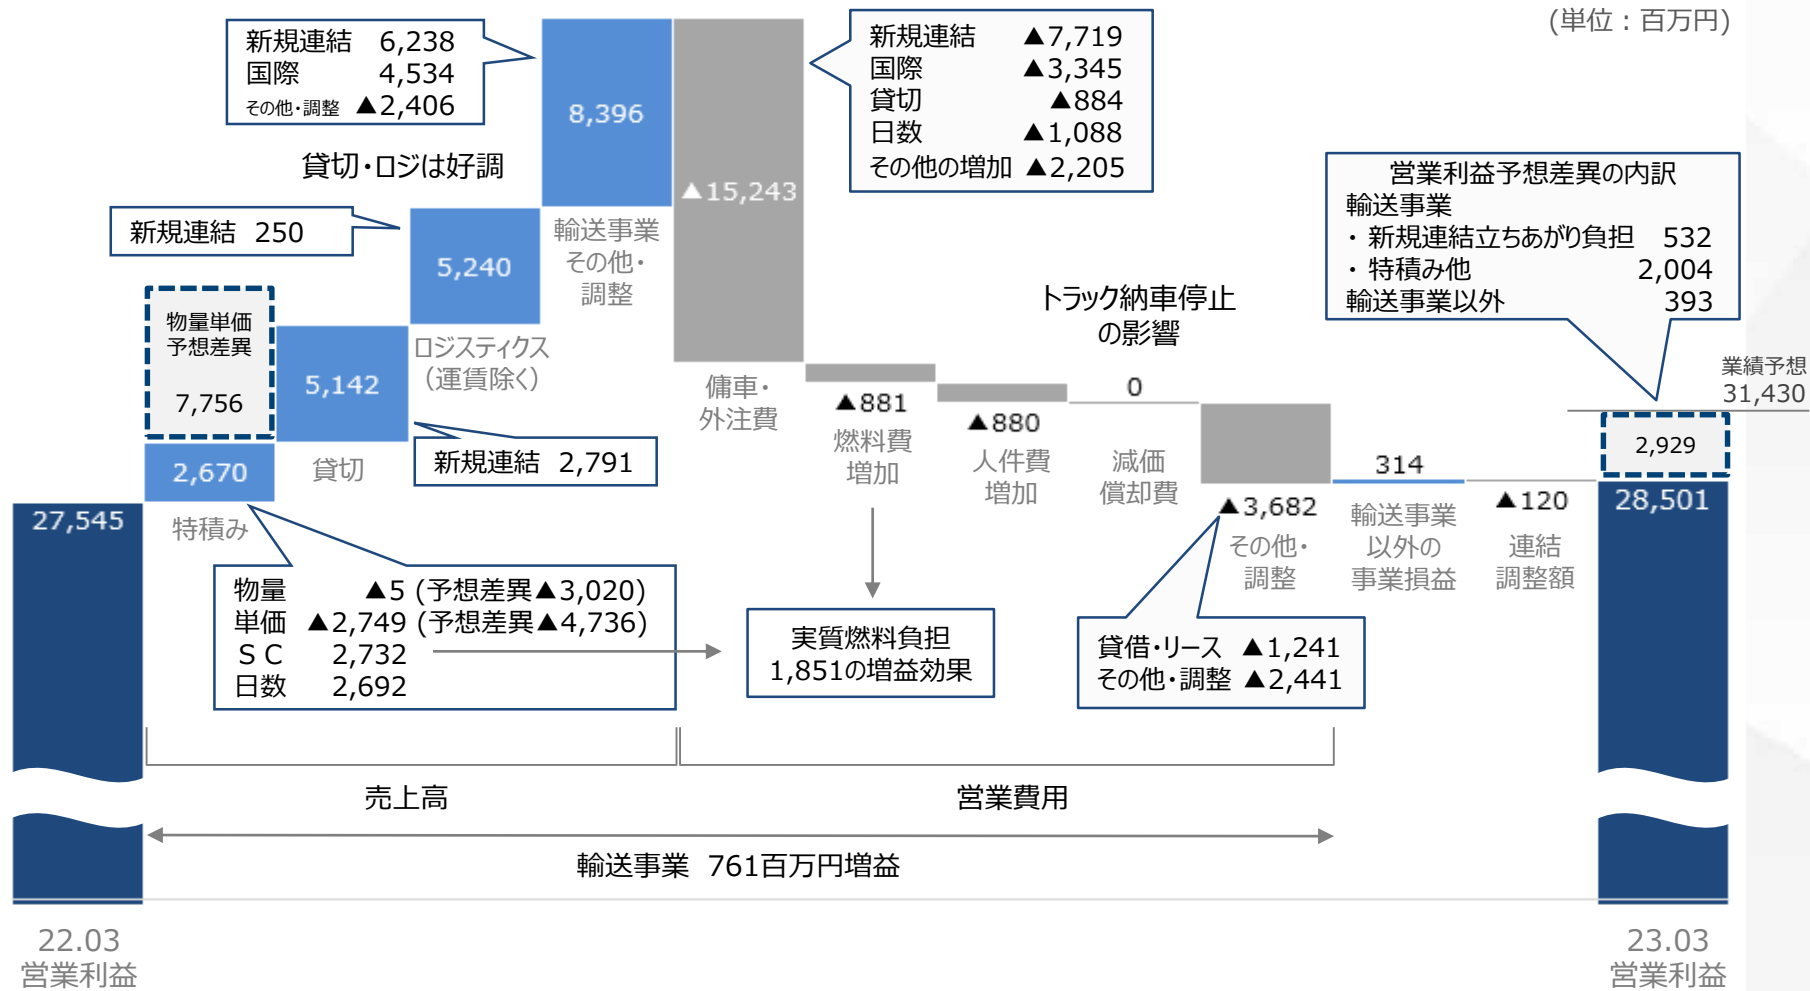 (単位：百万円)
新規連結 6,238
国際 4,534
その他・調整 ▲2,406
8,396
輸送事業
その他・
調整
新規連結 ▲7,719
国際 ▲3,345
貸切 ▲884
日数 ▲1,088
その他の増加 ▲2,205
▲15,243
傭車・
外注費
貸切・ロジは好調
新規連結 250
5,240
ロジスティクス
（運賃除く）
物量単価
予想差異
7,756
5,142
貸切
新規連結 2,791
2,670
特積み
27,545
物量 ▲5 (予想差異▲3,020)
単価 ▲2,749 (予想差異▲4,736)
ＳＣ 2,732
日数 2,692
▲881
燃料費
増加
実質燃料負担
1,851の増益効果
▲880
人件費
増加
トラック納車停止
の影響
0
減価
償却費
▲3,682
その他・
調整
貸借・リース ▲1,241
その他・調整 ▲2,441
314
輸送事業
以外の
事業損益
▲120
連結
調整額
営業利益予想差異の内訳
輸送事業
・ 新規連結立ちあがり負担 532
・ 特積み他 2,004
輸送事業以外 393
業績予想
31,430
2,929
28,501
売上高
営業費用
輸送事業 761百万円増益
22.03
営業利益
23.03
営業利益